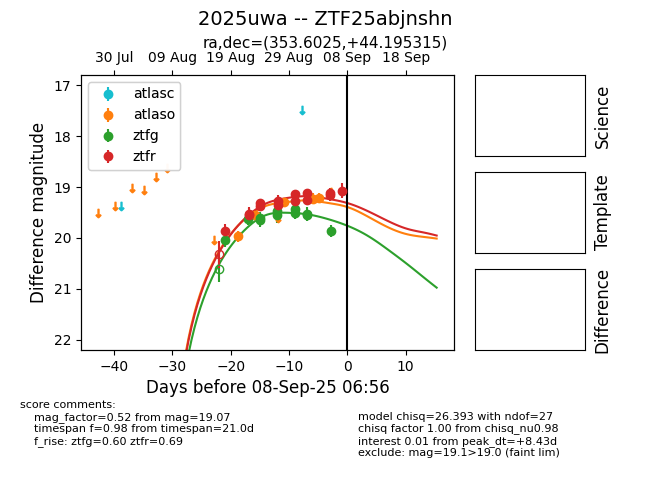 2025uwa -- ZTF25abjnshn
ra,dec=(353.6025,+44.195315)
30 Jul 09 Aug 19 Aug 29 Aug 08 Sep 18 Sep
17
18
19
20
21
22
Difference magnitude
atlasc
atlaso
ztfg
ztfr
−40 −30 −20 −10 0 10
Days before 08-Sep-25 06:56
Science
Template
Difference
score comments:
mag_factor=0.52 from mag=19.07
timespan f=0.98 from timespan=21.0d
f_rise: ztfg=0.60 ztfr=0.69
model chisq=26.393 with ndof=27
chisq factor 1.00 from chisq_nu0.98
interest 0.01 from peak_dt=+8.43d
exclude: mag=19.1>19.0 (faint lim)